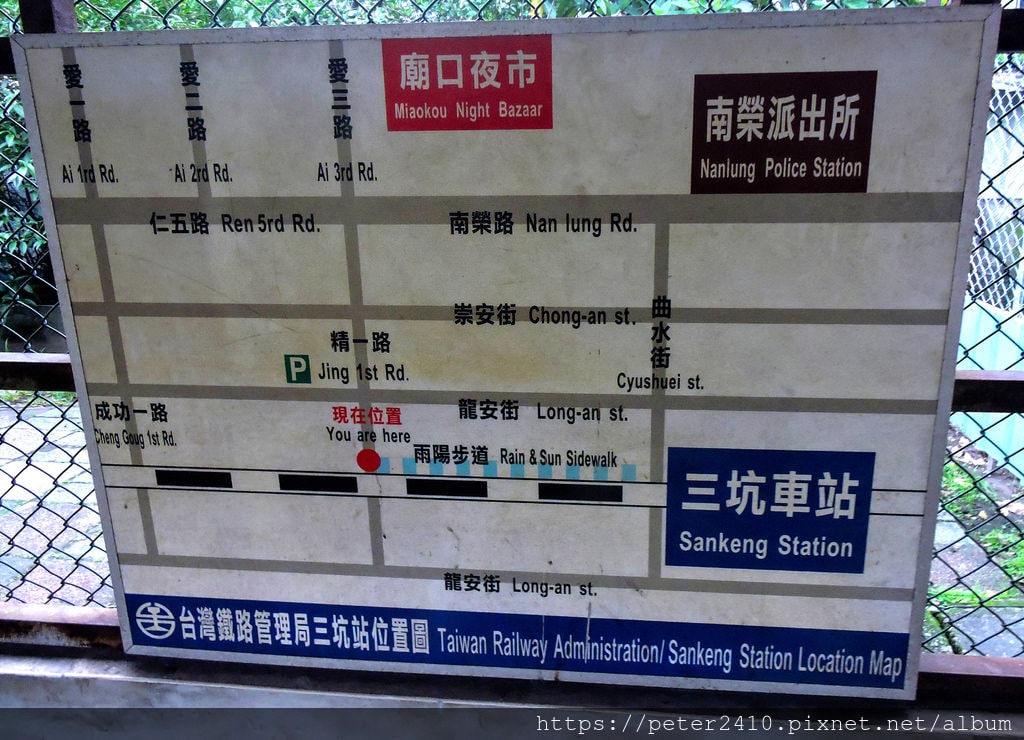 愛一路
Ai 1rd Rd.
愛二路
Ai 2rd Rd.
愛三路
Ai 3rd Rd.
廟口夜市
Miaokou Night Bazaar
南榮派出所
Nanlung Police Station
仁五路 Ren 5rd Rd.
南榮路 Nan lung Rd.
崇安街 Chong-an st.
曲水街
Cyushuei st.
精一路
P Jing 1st Rd.
成功一路
Cheng Goug 1st Rd.
龍安街 Long-an st.
現在位置
You are here
雨陽步道 Rain & Sun Sidewalk
三坑車站
Sankeng Station
龍安街 Long-an st.
台灣鐵路管理局三坑站位置圖 Taiwan Railway Administration/Sankeng Station Location Map
https://peter2410.pixnet.net/album